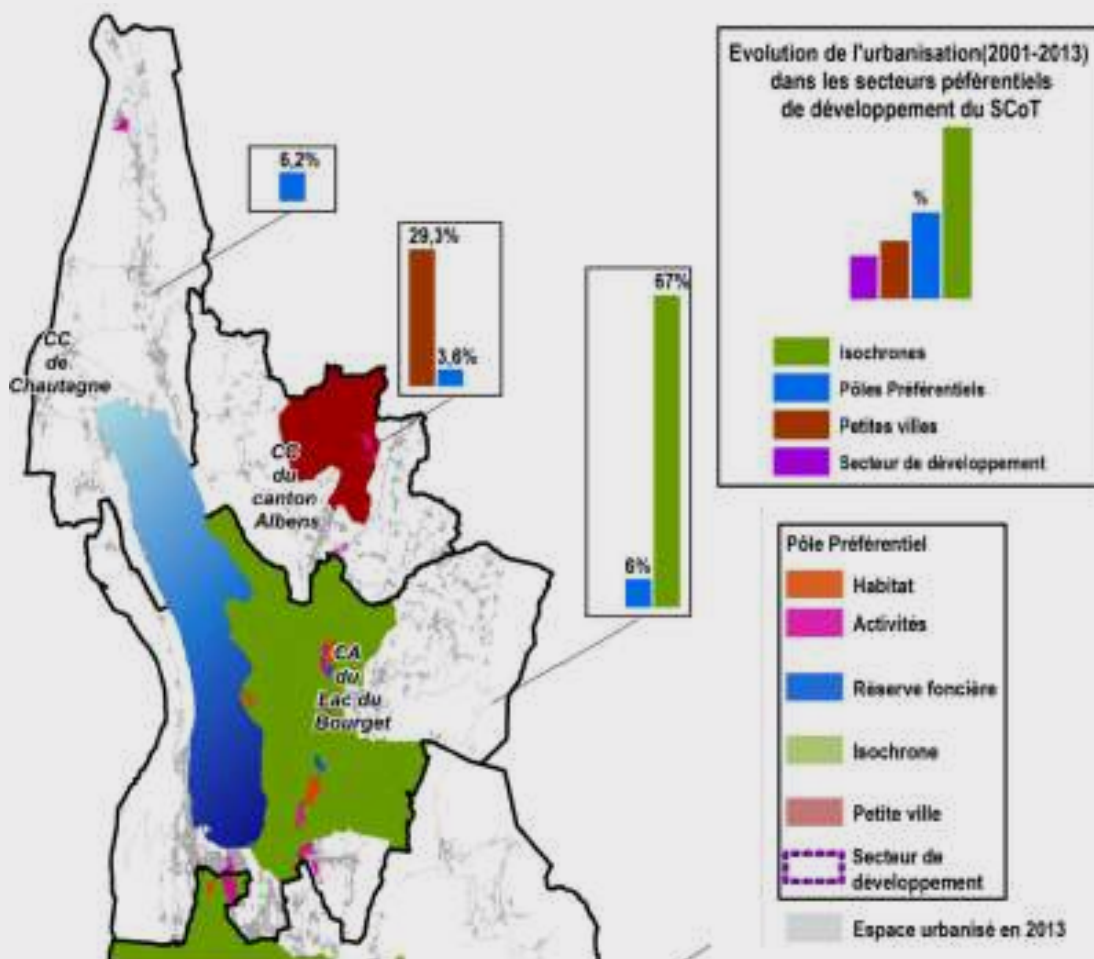 Evolution de l'urbanisation(2001-2013)
dans les secteurs péférentiels
de développement du SCoT
%
Isochrones
Pôles Préférentiels
Petites villes
Secteur de développement
6,2%
29,3%
3,6%
67%
6%
CC
de
Chautagne
CC
du
canton
Albens
CA
du
Lac du
Bourget
Pôle Préférentiel
Habitat
Activités
Réserve foncière
Isochrone
Petite ville
Secteur de
développement
Espace urbanisé en 2013